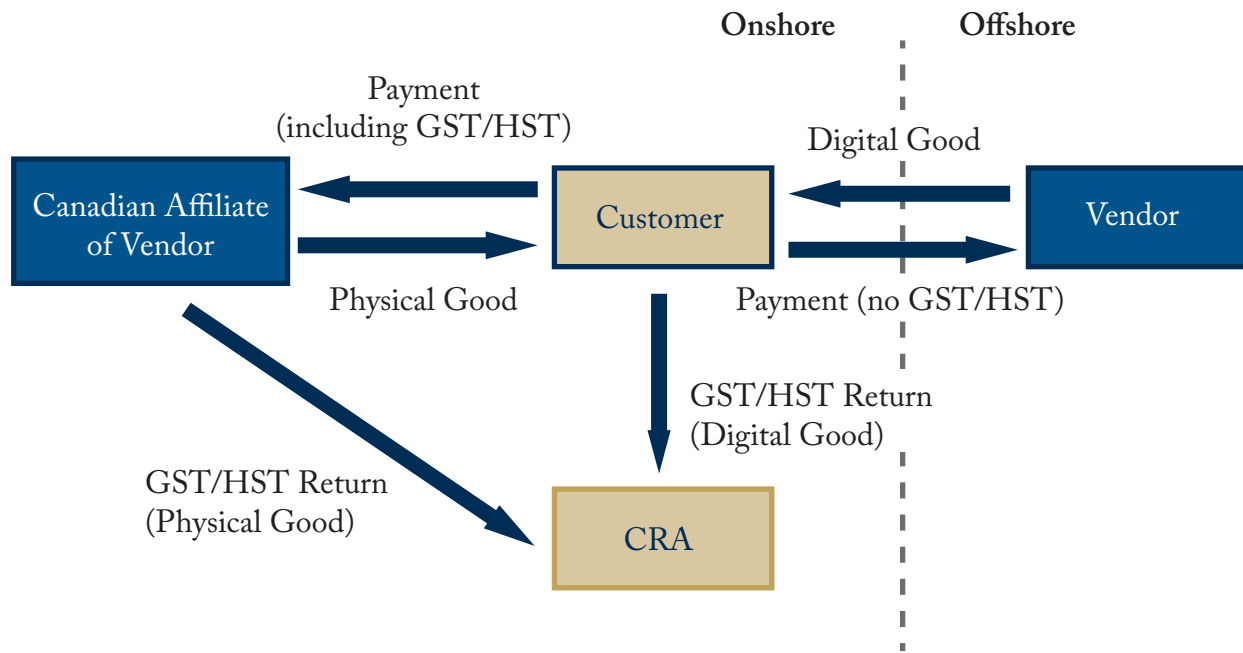 Onshore
Offshore
Payment
(including GST/HST)
Digital Good
Canadian Affiliate
of Vendor
Customer
Vendor
Physical Good
Payment (no GST/HST)
GST/HST Return
(Digital Good)
GST/HST Return
(Physical Good)
CRA